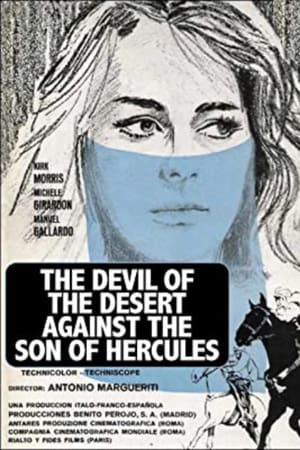 KIRK
MORRIS
MICHELE
GIRARDON
MANUEL
GALLARDO
THE DEVIL OF
THE DESERT
AGAINST THE
SON OF HERCULES
TECHNICOLOR -TECHNISCOPE
DIRECTOR: ANTONIO MARGUERITI
UNA PRODUCCION ITALO-FRANCO-ESPAÑOLA
PRODUCCIONES BENITO PEROJO, S. A. (MADRID)
ANTARES PRODUZIONE CINEMATOGRAFICA (ROMA)
COMPAGNIA CINEMATOGRAFICA MONDIALE (ROMA)
RIALTO Y FIDES FILMS (PARIS)